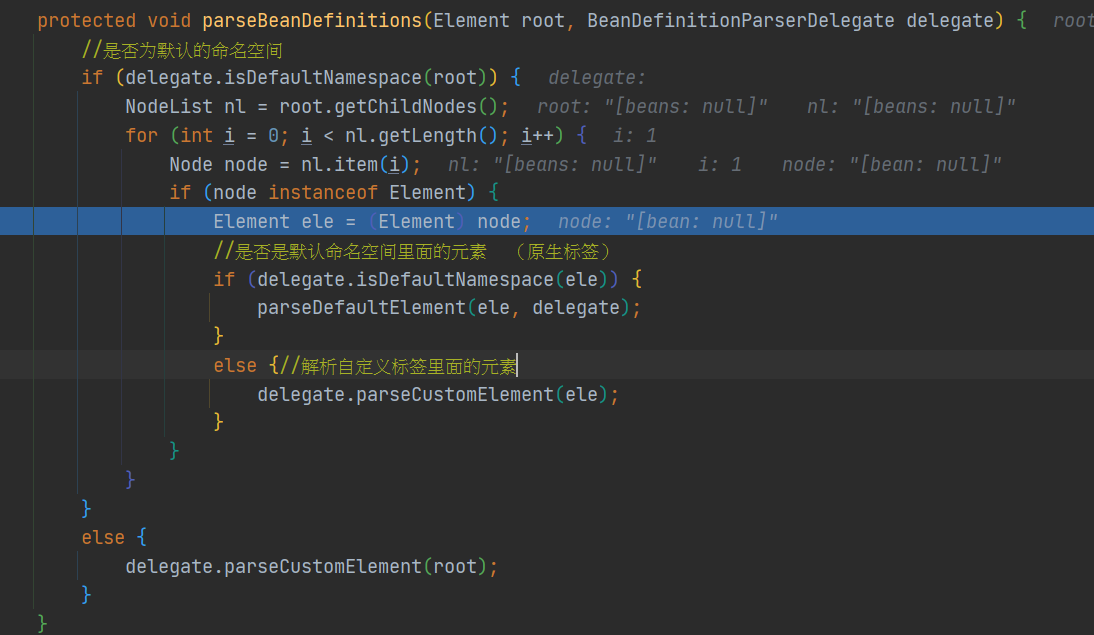 protected void parseBeanDefinitions(Element root, BeanDefinitionParserDelegate delegate) { root
//是否为默认的命名空间
if (delegate.isDefaultNamespace(root)) { delegate:
NodeList nl = root.getChildNodes(); root: "[beans: null]" nl: "[beans: null]"
for (int i = 0; i < nl.getLength(); i++) { i: 1
Node node = nl.item(i); nl: "[beans: null]" i: 1 node: "[bean: null]"
if (node instanceof Element) {
Element ele = (Element) node; node: "[bean: null]"
//是否是默认命名空间里面的元素 （原生标签）
if (delegate.isDefaultNamespace(ele)) {
parseDefaultElement(ele, delegate);
}
else {//解析自定义标签里面的元素
delegate.parseCustomElement(ele);
}
}
}
}
else {
delegate.parseCustomElement(root);
}
}